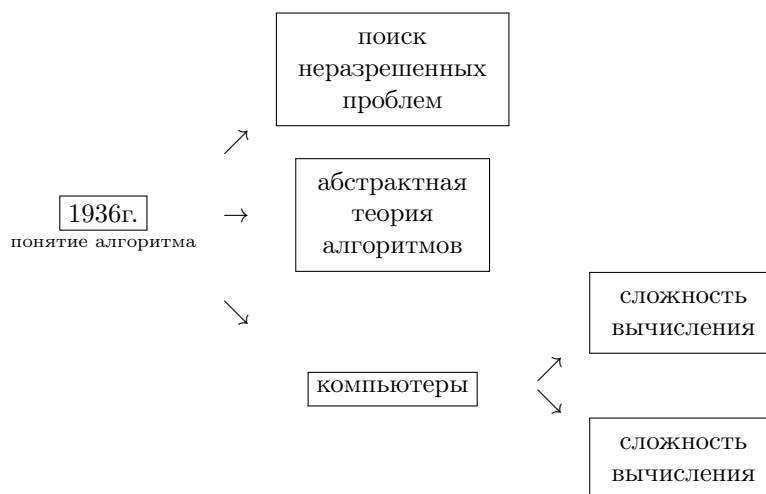 поиск
неразрешенных
проблем
абстрактная
теория
алгоритмов
1936г.
понятие алгоритма
сложность
вычисления
компьютеры
сложность
вычисления